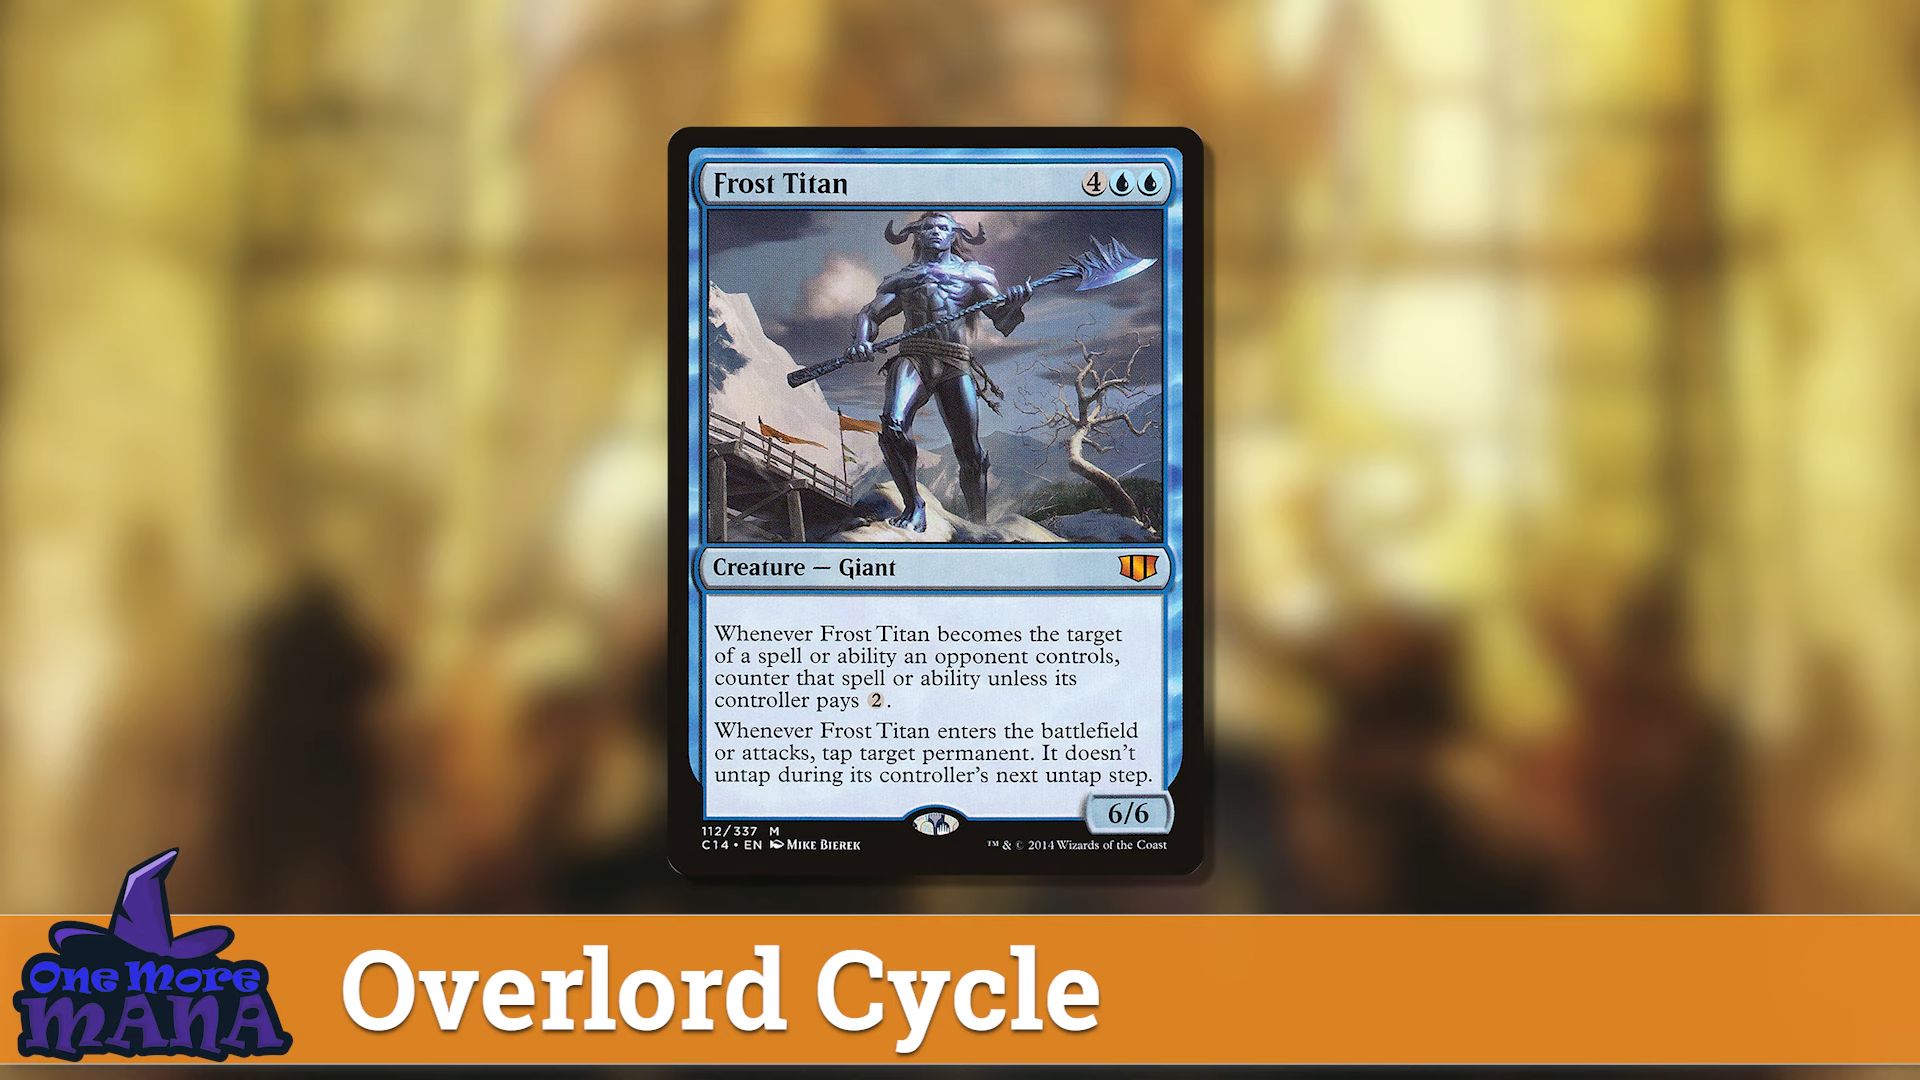 Frost Titan 4
Creature — Giant
Whenever Frost Titan becomes the target
of a spell or ability an opponent controls,
counter that spell or ability unless its
controller pays 2.
Whenever Frost Titan enters the battlefield
or attacks, tap target permanent. It doesn't
untap during its controller's next untap step.
6/6
112/337 M
C14 • EN Mike Bierek
™ & © 2014 Wizards of the Coast
One More
Mana
Overlord Cycle